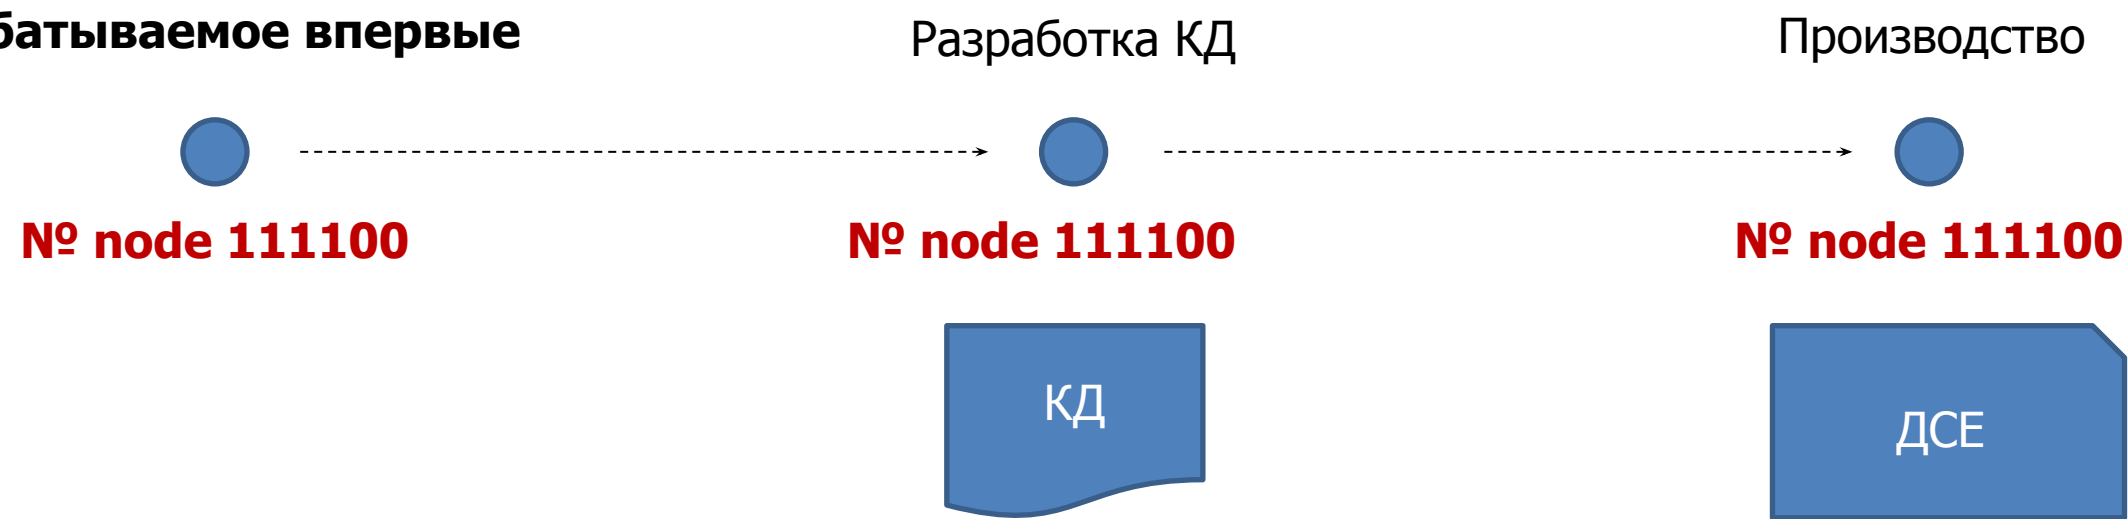 батываемое впервые
Разработка КД
Производство
№ node 111100
№ node 111100
№ node 111100
КД
ДСЕ